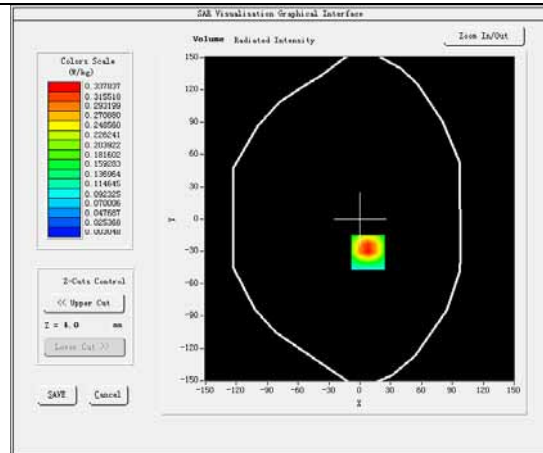 SAR Visualisation Graphical Interface
Volume Radiated Intensity
Zoom In/Out
Colors Scale
(W/kg)
0.337837
0.315518
0.293199
0.270880
0.248560
0.226241
0.203922
0.181602
0.159283
0.136964
0.114645
0.092325
0.070006
0.047687
0.025368
0.003048
Z-Cuts Control
<< Upper Cut
Z = 4.0 mm
Lower Cut >>
SAVE
Cancel
150
120
90
60
30
0
-30
-60
-90
-120
-150
Y
-150 -120 -90 -60 -30 0 30 60 90 120 150
X